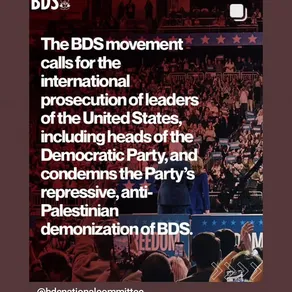 BDS
The BDS movement
calls for the
international
prosecution of leaders
of the United States,
including heads of the
Democratic Party, and
condemns the Party's
repressive, anti-
Palestinian
demonization of BDS.
FREEDOM
@bdsnationalcommittee